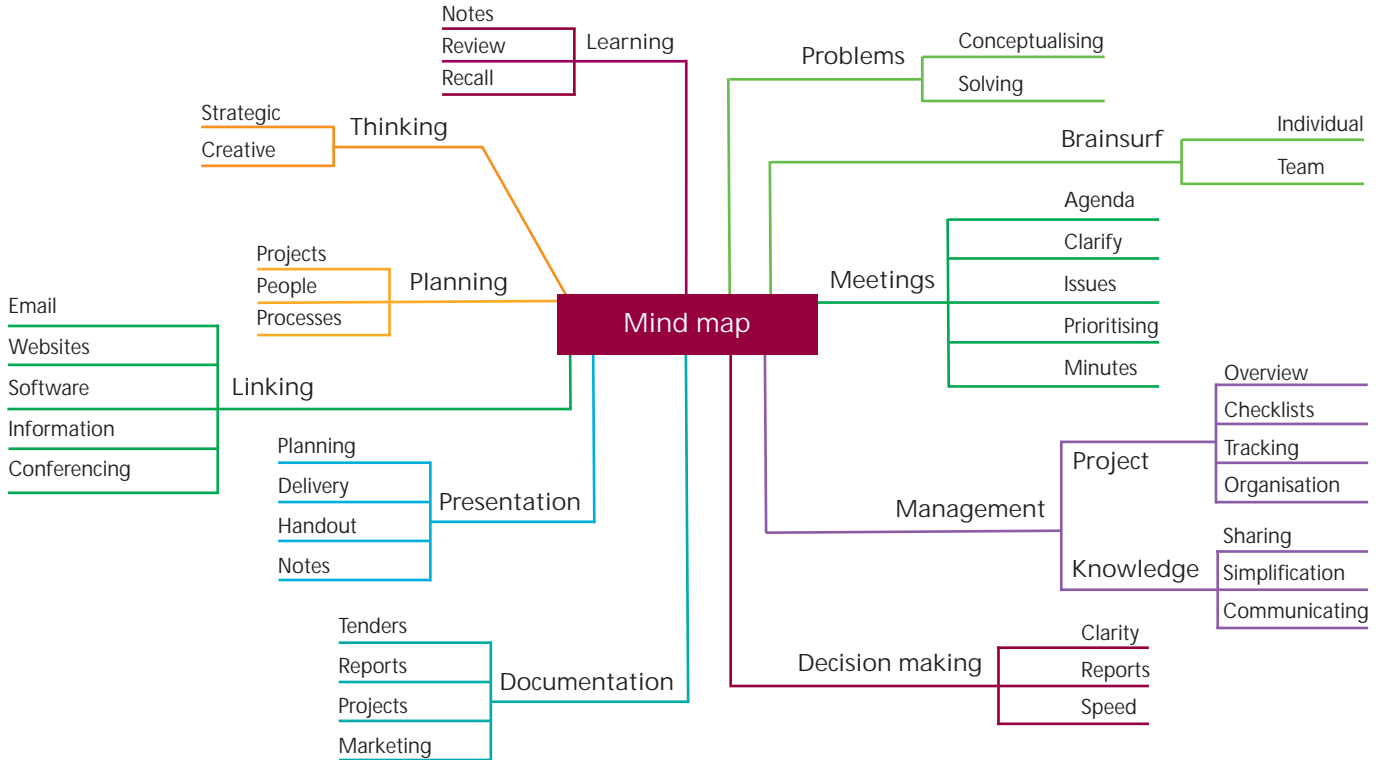 Mind map
Learning
Notes
Review
Recall
Thinking
Strategic
Creative
Planning
Projects
People
Processes
Linking
Email
Websites
Software
Information
Conferencing
Presentation
Planning
Delivery
Handout
Notes
Documentation
Tenders
Reports
Projects
Marketing
Problems
Conceptualising
Solving
Brainsurf
Individual
Team
Meetings
Agenda
Clarify
Issues
Prioritising
Minutes
Management
Project
Overview
Checklists
Tracking
Organisation
Knowledge
Sharing
Simplification
Communicating
Decision making
Clarity
Reports
Speed